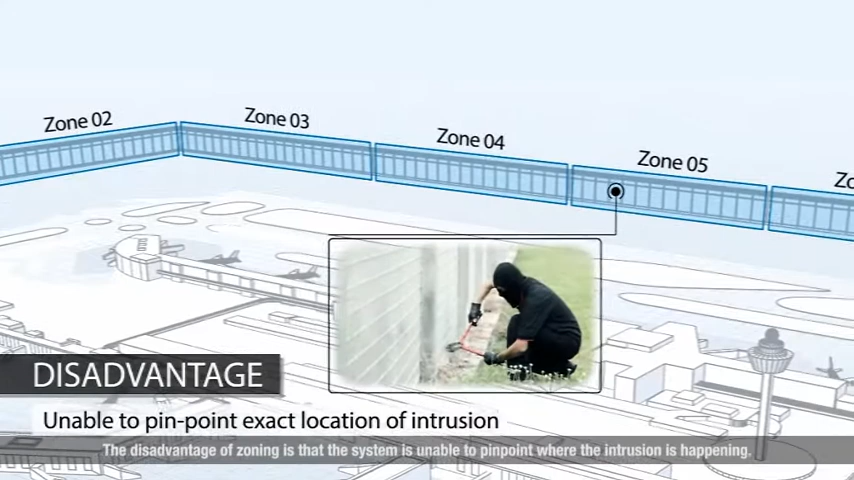 Zone 02
Zone 03
Zone 04
Zone 05
DISADVANTAGE
Unable to pin-point exact location of intrusion
The disadvantage of zoning is that the system is unable to pinpoint where the intrusion is happening.